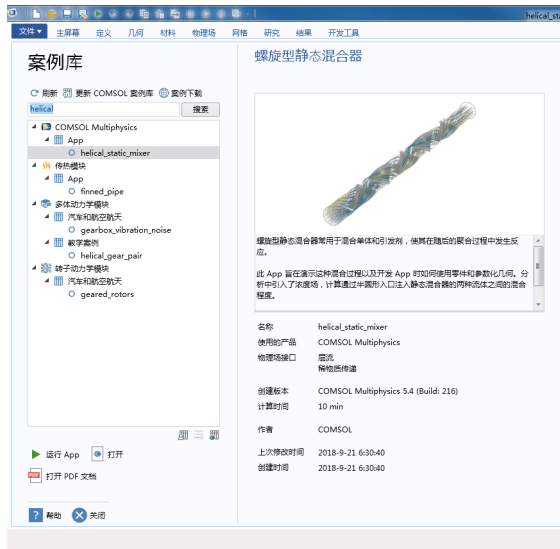 helical_sta
文件▼ 主屏幕 定义 几何 材料 物理场 网格 研究 结果 开发工具
案例库
刷新 更新 COMSOL 案例库 案例下载
helical 搜索
COMSOL Multiphysics
App
helical_static_mixer
传热模块
App
finned_pipe
多体动力学模块
汽车和航空航天
gearbox_vibration_noise
教学案例
helical_gear_pair
转子动力学模块
汽车和航空航天
geared_rotors
运行 App 打开
PDF 打开 PDF 文档
? 帮助 关闭
螺旋型静态混合器
螺旋型静态混合器常用于混合单体和引发剂，使其在随后的聚合过程中发生反
应。
此 App 旨在演示这种混合过程以及开发 App 时如何使用零件和参数化几何。分
析中引入了浓度场，计算通过半圆形入口注入静态混合器的两种流体之间的混合
程度。
名称 helical_static_mixer
使用的产品 COMSOL Multiphysics
物理场接口 层流
稀物质传递
创建版本 COMSOL Multiphysics 5.4 (Build: 216)
计算时间 10 min
作者 COMSOL
上次修改时间 2018-9-21 6:30:40
创建时间 2018-9-21 6:30:40